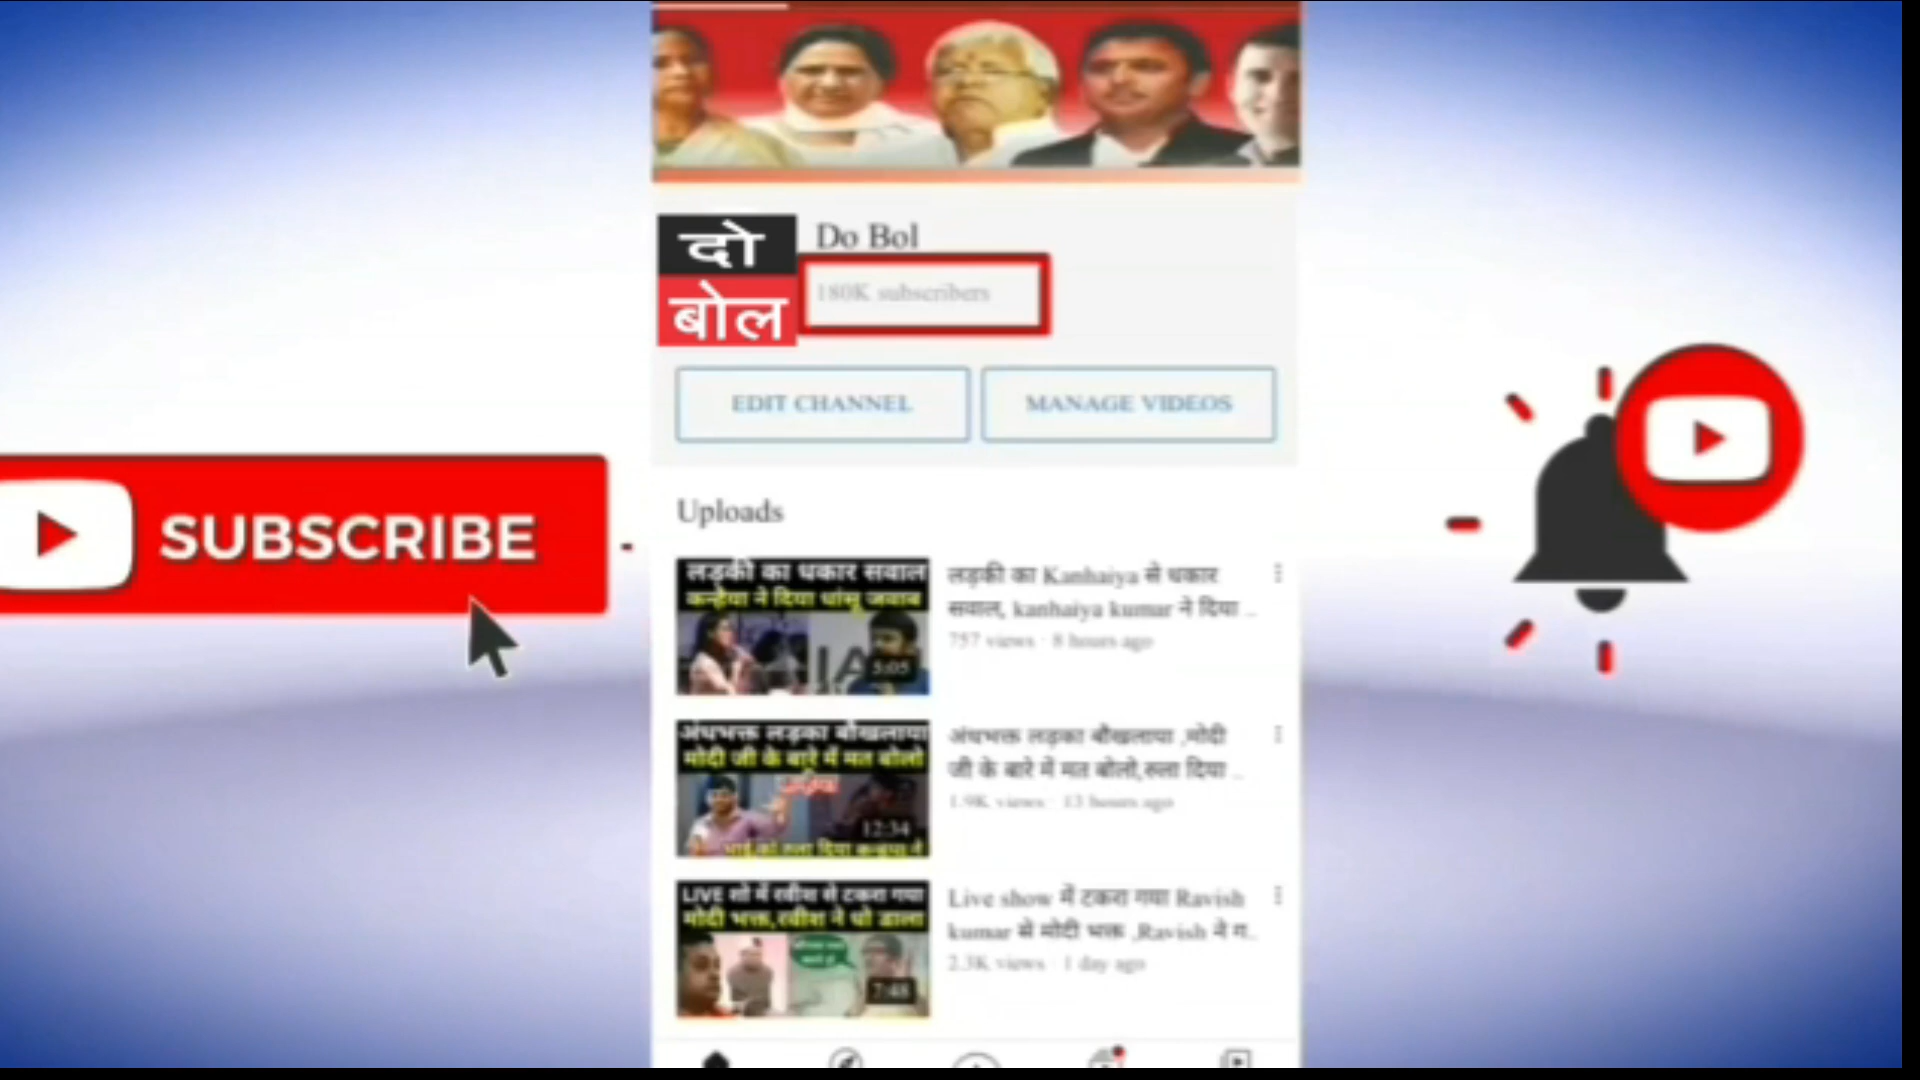 दो
बोल
Do Bol
180K subscribers
EDIT CHANNEL
MANAGE VIDEOS
SUBSCRIBE
Uploads
लड़की का धकार सवाल
कन्हैया ने दिया धांसू जवाब
5:05
लड़की का Kanhaiya से धकार
सवाल, kanhaiya kumar ने दिया ...
757 views · 8 hours ago
अंधभक्त लड़का बौखलाया
मोदी जी के बारे में मत बोलो
12:34
भाई को रुला दिया कन्हैया ने
अंधभक्त लड़का बौखलाया ,मोदी
जी के बारे में मत बोलो,रुला दिया ...
1.9K views · 13 hours ago
LIVE शो में रवीश से टकरा गया
मोदी भक्त,रवीश ने धो डाला
7:48
Live show में टकरा गया Ravish
kumar से मोदी भक्त ,Ravish ने ग...
2.3K views · 1 day ago